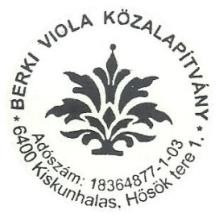 * BERKI VIOLA KÖZALAPÍTVÁNY *
Adószám: 18364877-1-03
6400 Kiskunhalas, Hősök tere 1.